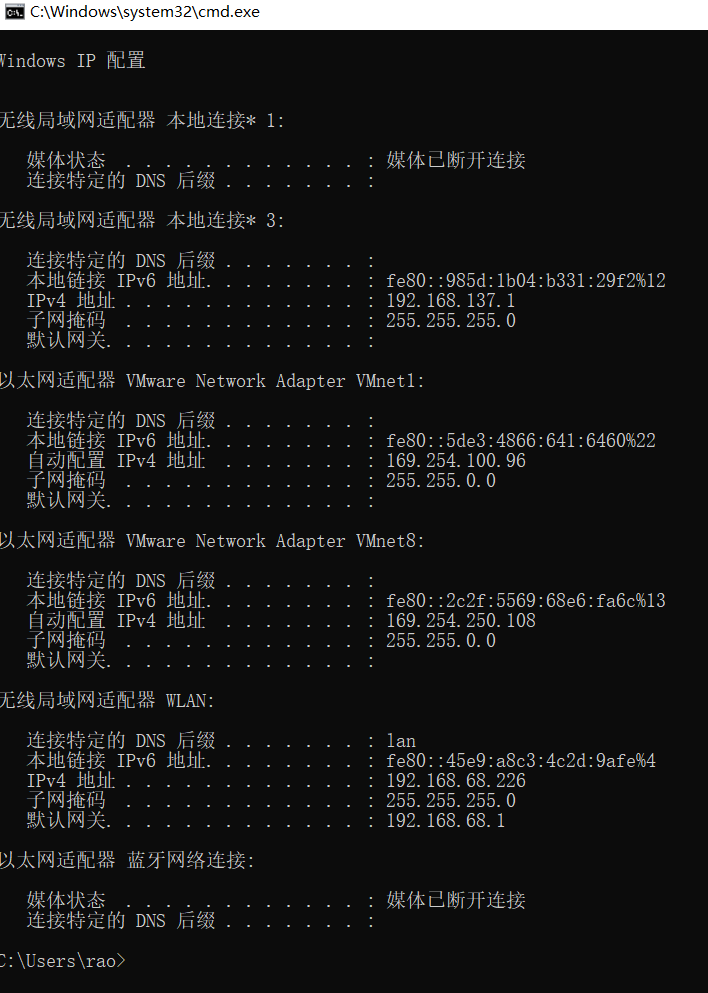 C:\Windows\system32\cmd.exe
Windows IP 配置
无线局域网适配器 本地连接* 1:
媒体状态 . . . . . . . . . . . . : 媒体已断开连接
连接特定的 DNS 后缀 . . . . . . . :
无线局域网适配器 本地连接* 3:
连接特定的 DNS 后缀 . . . . . . . :
本地链接 IPv6 地址. . . . . . . . : fe80::985d:1b04:b331:29f2%12
IPv4 地址 . . . . . . . . . . . . : 192.168.137.1
子网掩码 . . . . . . . . . . . . : 255.255.255.0
默认网关. . . . . . . . . . . . . :
以太网适配器 VMware Network Adapter VMnet1:
连接特定的 DNS 后缀 . . . . . . . :
本地链接 IPv6 地址. . . . . . . . : fe80::5de3:4866:641:6460%22
自动配置 IPv4 地址 . . . . . . . : 169.254.100.96
子网掩码 . . . . . . . . . . . . : 255.255.0.0
默认网关. . . . . . . . . . . . . :
以太网适配器 VMware Network Adapter VMnet8:
连接特定的 DNS 后缀 . . . . . . . :
本地链接 IPv6 地址. . . . . . . . : fe80::2c2f:5569:68e6:fa6c%13
自动配置 IPv4 地址 . . . . . . . : 169.254.250.108
子网掩码 . . . . . . . . . . . . : 255.255.0.0
默认网关. . . . . . . . . . . . . :
无线局域网适配器 WLAN:
连接特定的 DNS 后缀 . . . . . . . : lan
本地链接 IPv6 地址. . . . . . . . : fe80::45e9:a8c3:4c2d:9afe%4
IPv4 地址 . . . . . . . . . . . . : 192.168.68.226
子网掩码 . . . . . . . . . . . . : 255.255.255.0
默认网关. . . . . . . . . . . . . : 192.168.68.1
以太网适配器 蓝牙网络连接:
媒体状态 . . . . . . . . . . . . : 媒体已断开连接
连接特定的 DNS 后缀 . . . . . . . :
C:\Users\rao>